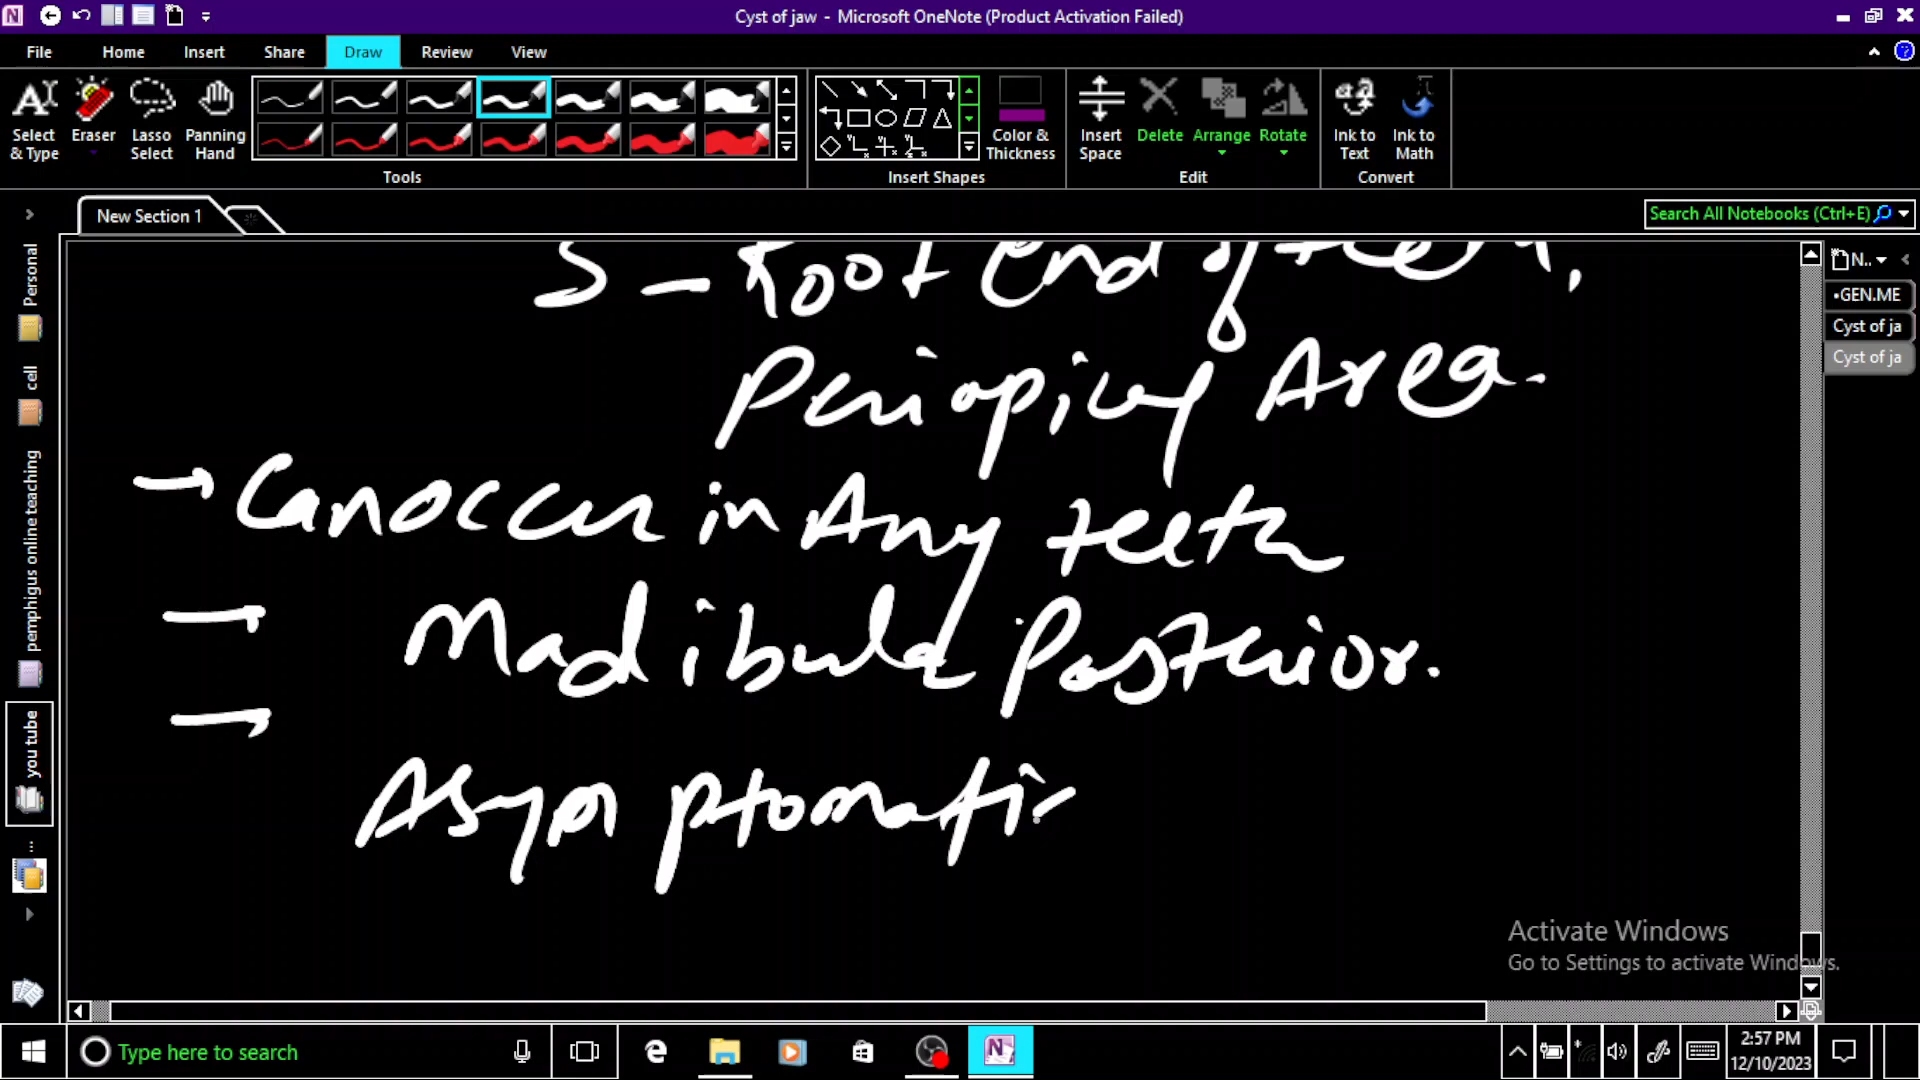 Cyst of jaw - Microsoft OneNote (Product Activation Failed)
File Home Insert Share Draw Review View
Select & Type
Eraser
Lasso Select
Panning Hand
Color & Thickness
Insert Space
Delete
Arrange
Rotate
Ink to Text
Ink to Math
Tools
Insert Shapes
Edit
Convert
New Section 1
Search All Notebooks (Ctrl+E)
N..
•GEN.ME
Cyst of ja
Cyst of ja
Personal
cell
pemphigus online teaching
you tube
S - Root end of teeth,
Periapical Area.
→ Can occur in Any teeth
→ Madibula Posterior.
→
Asymptomatic
Activate Windows
Go to Settings to activate Windows.
Type here to search
2:57 PM
12/10/2023